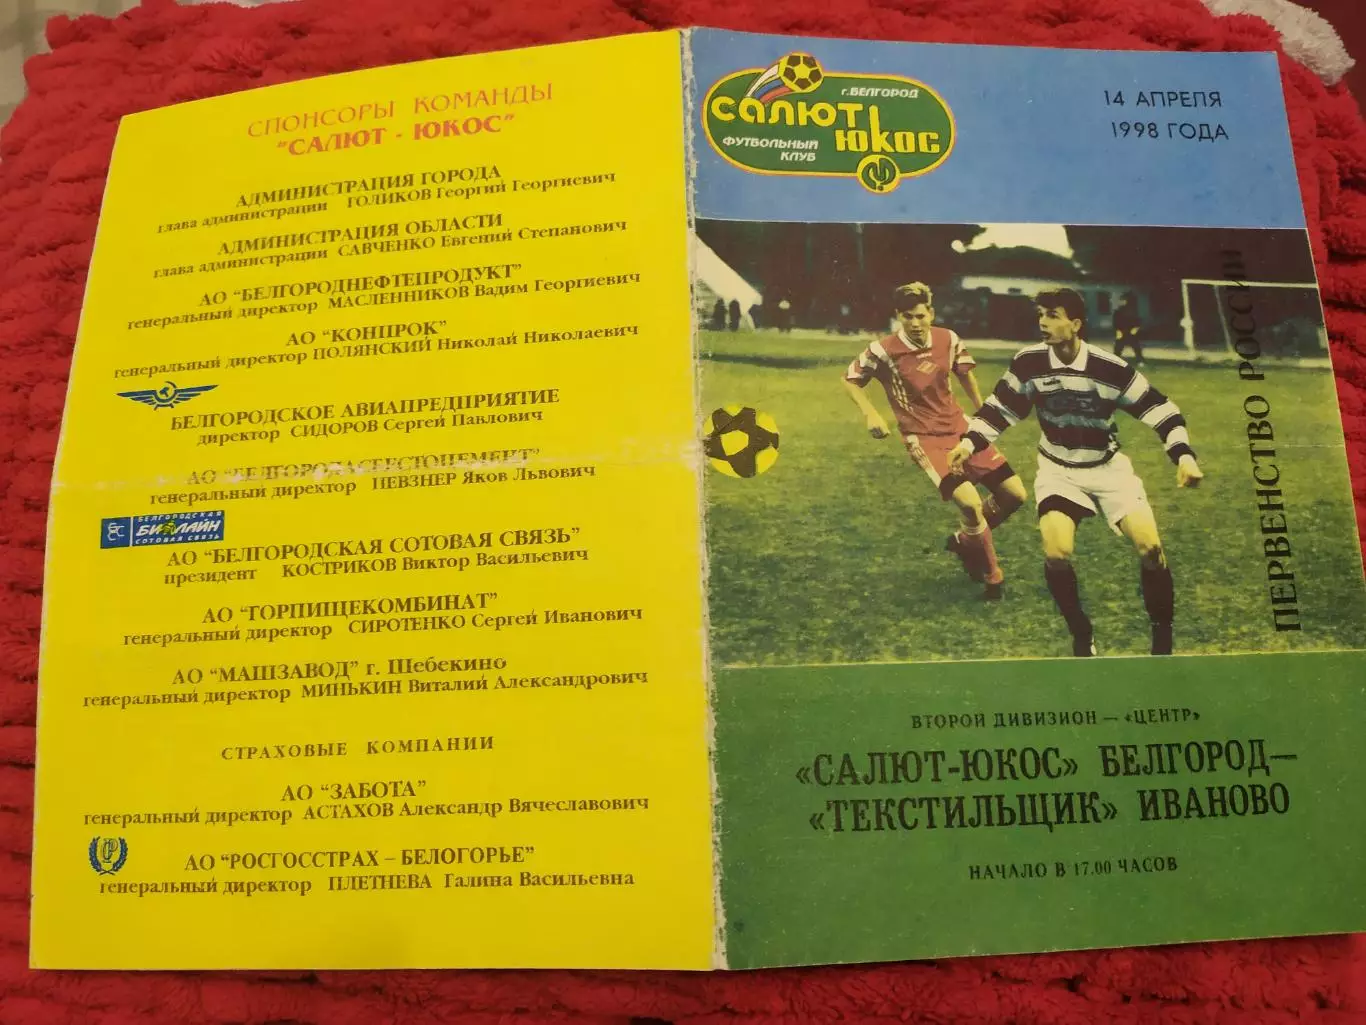 СПОНСОРЫ КОМАНДЫ
"САЛЮТ - ЮКОС"
АДМИНИСТРАЦИЯ ГОРОДА
глава администрации ГОЛИКОВ Георгий Георгиевич
АДМИНИСТРАЦИЯ ОБЛАСТИ
глава администрации САВЧЕНКО Евгений Степанович
АО "БЕЛГОРОДНЕФТЕПРОДУКТ"
генеральный директор МАСЛЕННИКОВ Вадим Георгиевич
АО "КОНПРОК"
генеральный директор ПОЛЯНСКИЙ Николай Николаевич
БЕЛГОРОДСКОЕ АВИАПРЕДПРИЯТИЕ
директор СИДОРОВ Сергей Павлович
АО "БЕЛГОРОДАСБЕСТОЦЕМЕНТ"
генеральный директор ПЕВЗНЕР Яков Львович
БЕЛГОРОДСКАЯ
БИЛАЙН
СОТОВАЯ СВЯЗЬ
АО "БЕЛГОРОДСКАЯ СОТОВАЯ СВЯЗЬ"
президент КОСТРИКОВ Виктор Васильевич
АО "ГОРПИЩЕКОМБИНАТ"
генеральный директор СИРОТЕНКО Сергей Иванович
АО "МАШЗАВОД" г. Шебекино
генеральный директор МИНЬКИН Виталий Александрович
СТРАХОВЫЕ КОМПАНИИ
АО "ЗАБОТА"
генеральный директор АСТАХОВ Александр Вячеславович
АО "РОСГОССТРАХ – БЕЛОГОРЬЕ"
генеральный директор ПЛЕТНЕВА Галина Васильевна
г. БЕЛГОРОД
САЛЮТ
ЮКОС
ФУТБОЛЬНЫЙ
КЛУБ
14 АПРЕЛЯ
1998 ГОДА
ПЕРВЕНСТВО РОССИИ
ВТОРОЙ ДИВИЗИОН — «ЦЕНТР»
«САЛЮТ-ЮКОС» БЕЛГОРОД—
«ТЕКСТИЛЬЩИК» ИВАНОВО
НАЧАЛО В 17.00 ЧАСОВ